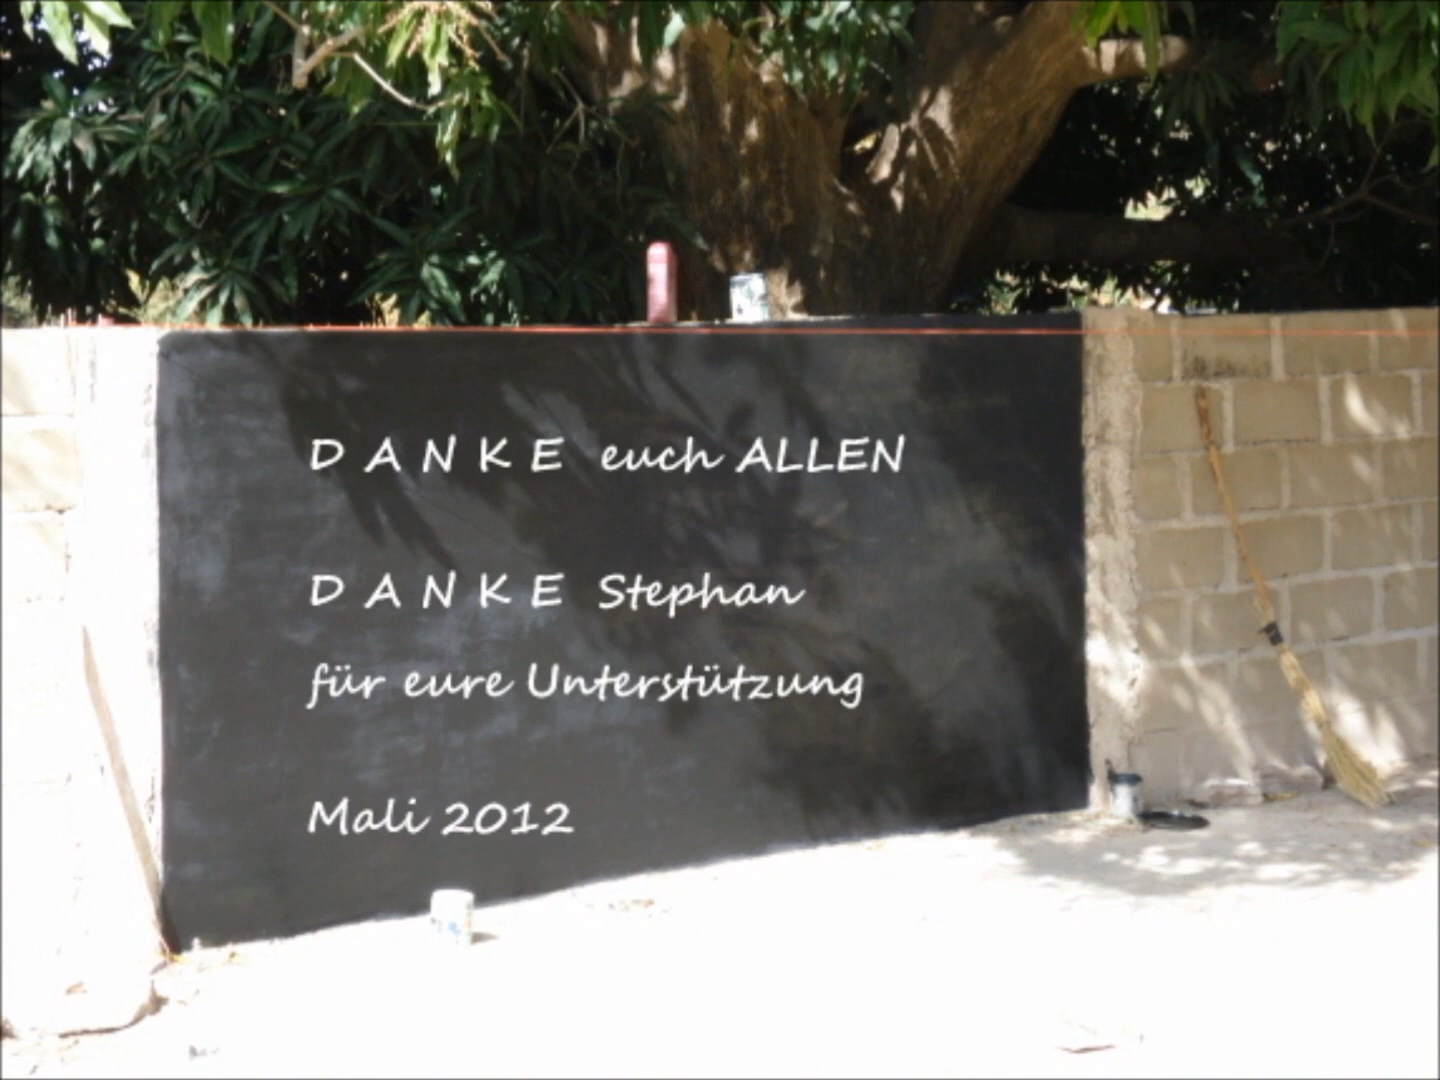 D A N K E euch ALLEN
D A N K E Stephan
für eure Unterstützung
Mali 2012